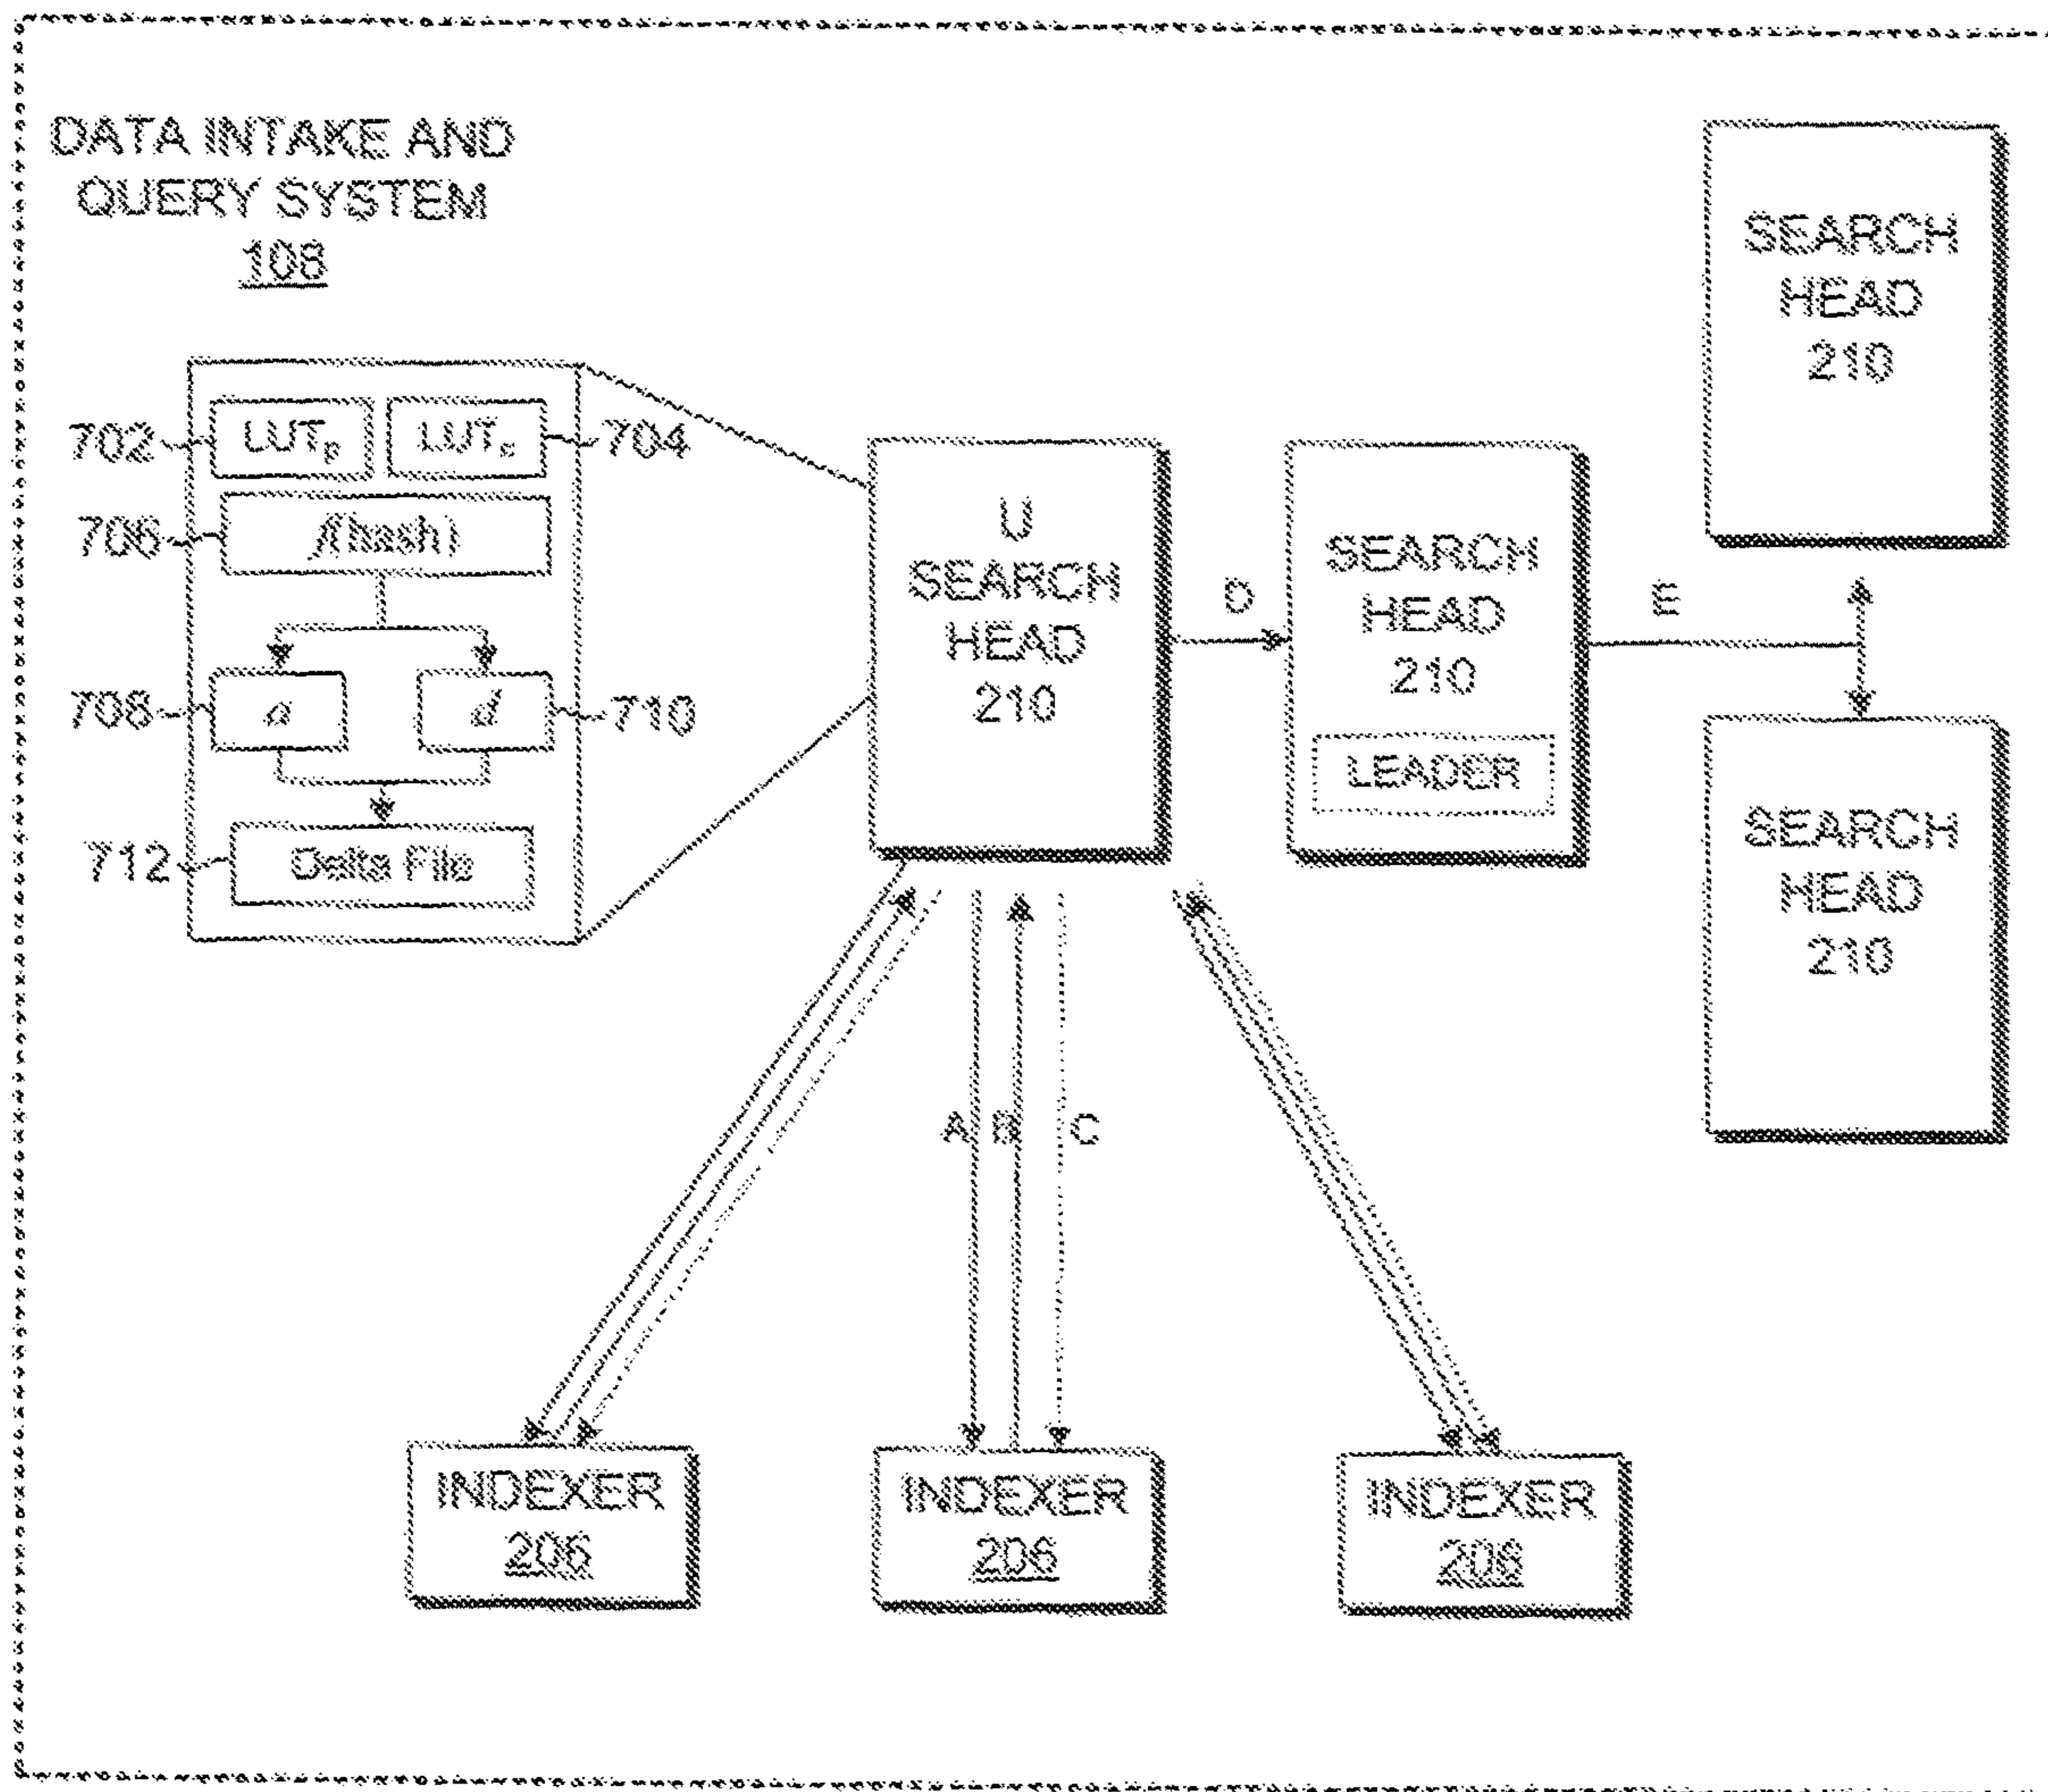 DATA INTAKE AND
QUERY SYSTEM
108
702
LUTp
LUTc
704
706
f(hash)
708
a
d
710
712
Delta File
U
SEARCH
HEAD
210
D
SEARCH
HEAD
210
LEADER
E
SEARCH
HEAD
210
SEARCH
HEAD
210
A
B
C
INDEXER
206
INDEXER
206
INDEXER
206